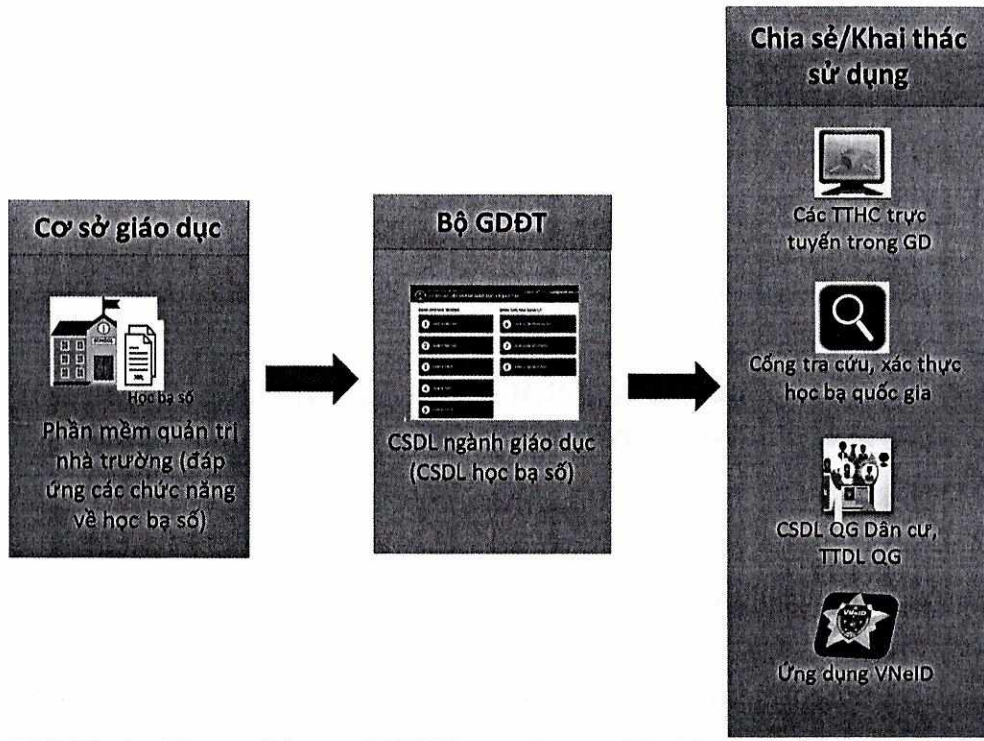 Cơ sở giáo dục
SCHOOL
XML
Học bạ số
Phần mềm quản trị
nhà trường (đáp
ứng các chức năng
về học bạ số)
Bộ GDĐT
CSDL ngành giáo dục
(CSDL học bạ số)
Chia sẻ/Khai thác
sử dụng
Các TTHC trực
tuyến trong GD
Cổng tra cứu, xác thực
học bạ quốc gia
CSDL QG Dân cư,
TTDL QG
VNeID
Ứng dụng VNeID